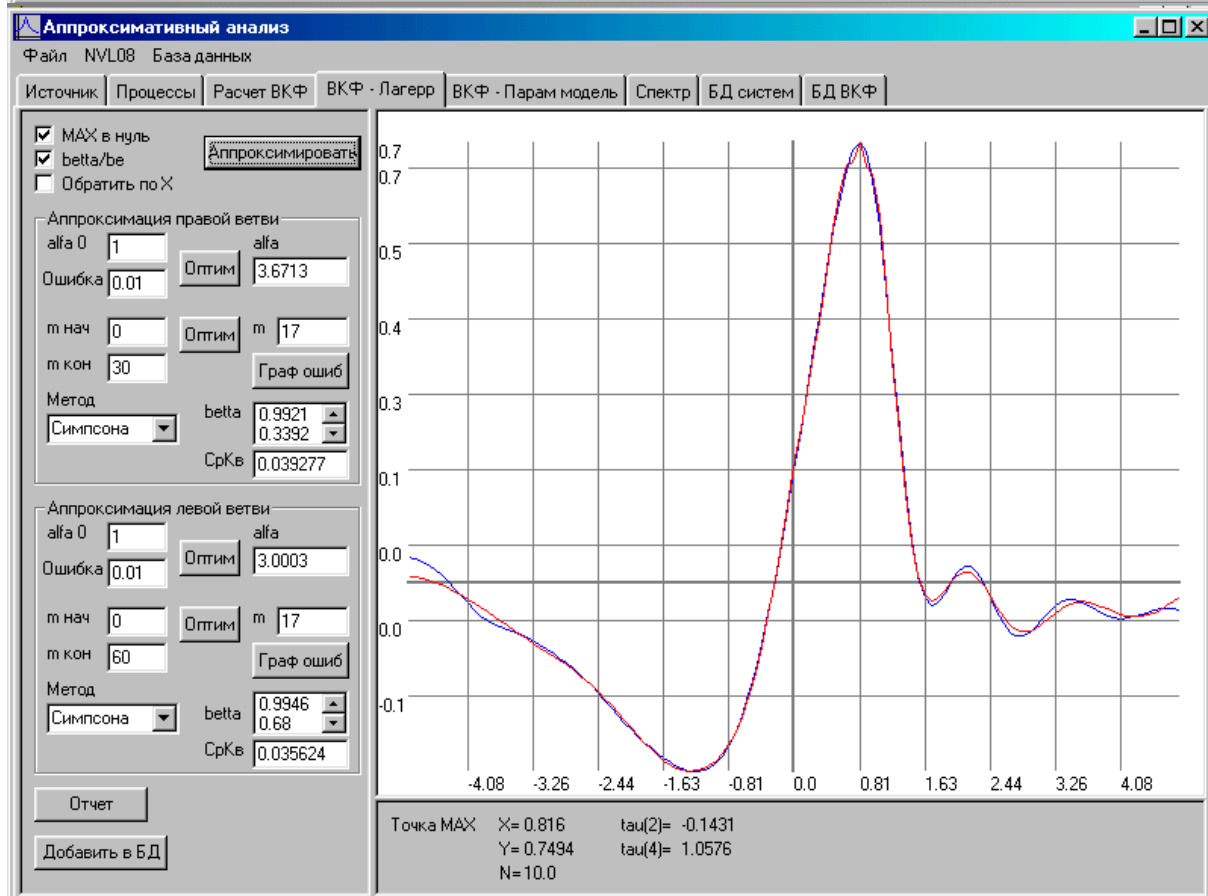 Аппроксимативный анализ
Файл NVL08 База данных
Источник Процессы Расчет ВКФ ВКФ - Лагерр ВКФ - Парам модель Спектр БД систем БД ВКФ
MAX в нуль
betta/be
Обратить по X
Аппроксимировать
Аппроксимация правой ветви
alfa 0 1 alfa
Ошибка 0.01 Оптим 3.6713
m нач 0 Оптим m 17
m кон 30 Граф ошиб
Метод
Симпсона betta 0.9921
0.3392
СрКв 0.039277
Аппроксимация левой ветви
alfa 0 1 alfa
Ошибка 0.01 Оптим 3.0003
m нач 0 Оптим m 17
m кон 60 Граф ошиб
Метод
Симпсона betta 0.9946
0.68
СрКв 0.035624
Отчет
Добавить в БД
0.7
0.7
0.5
0.4
0.3
0.1
0.0
0.0
-0.1
-4.08 -3.26 -2.44 -1.63 -0.81 0.0 0.81 1.63 2.44 3.26 4.08
Точка MAX X= 0.816 tau(2)= -0.1431
Y= 0.7494 tau(4)= 1.0576
N= 10.0